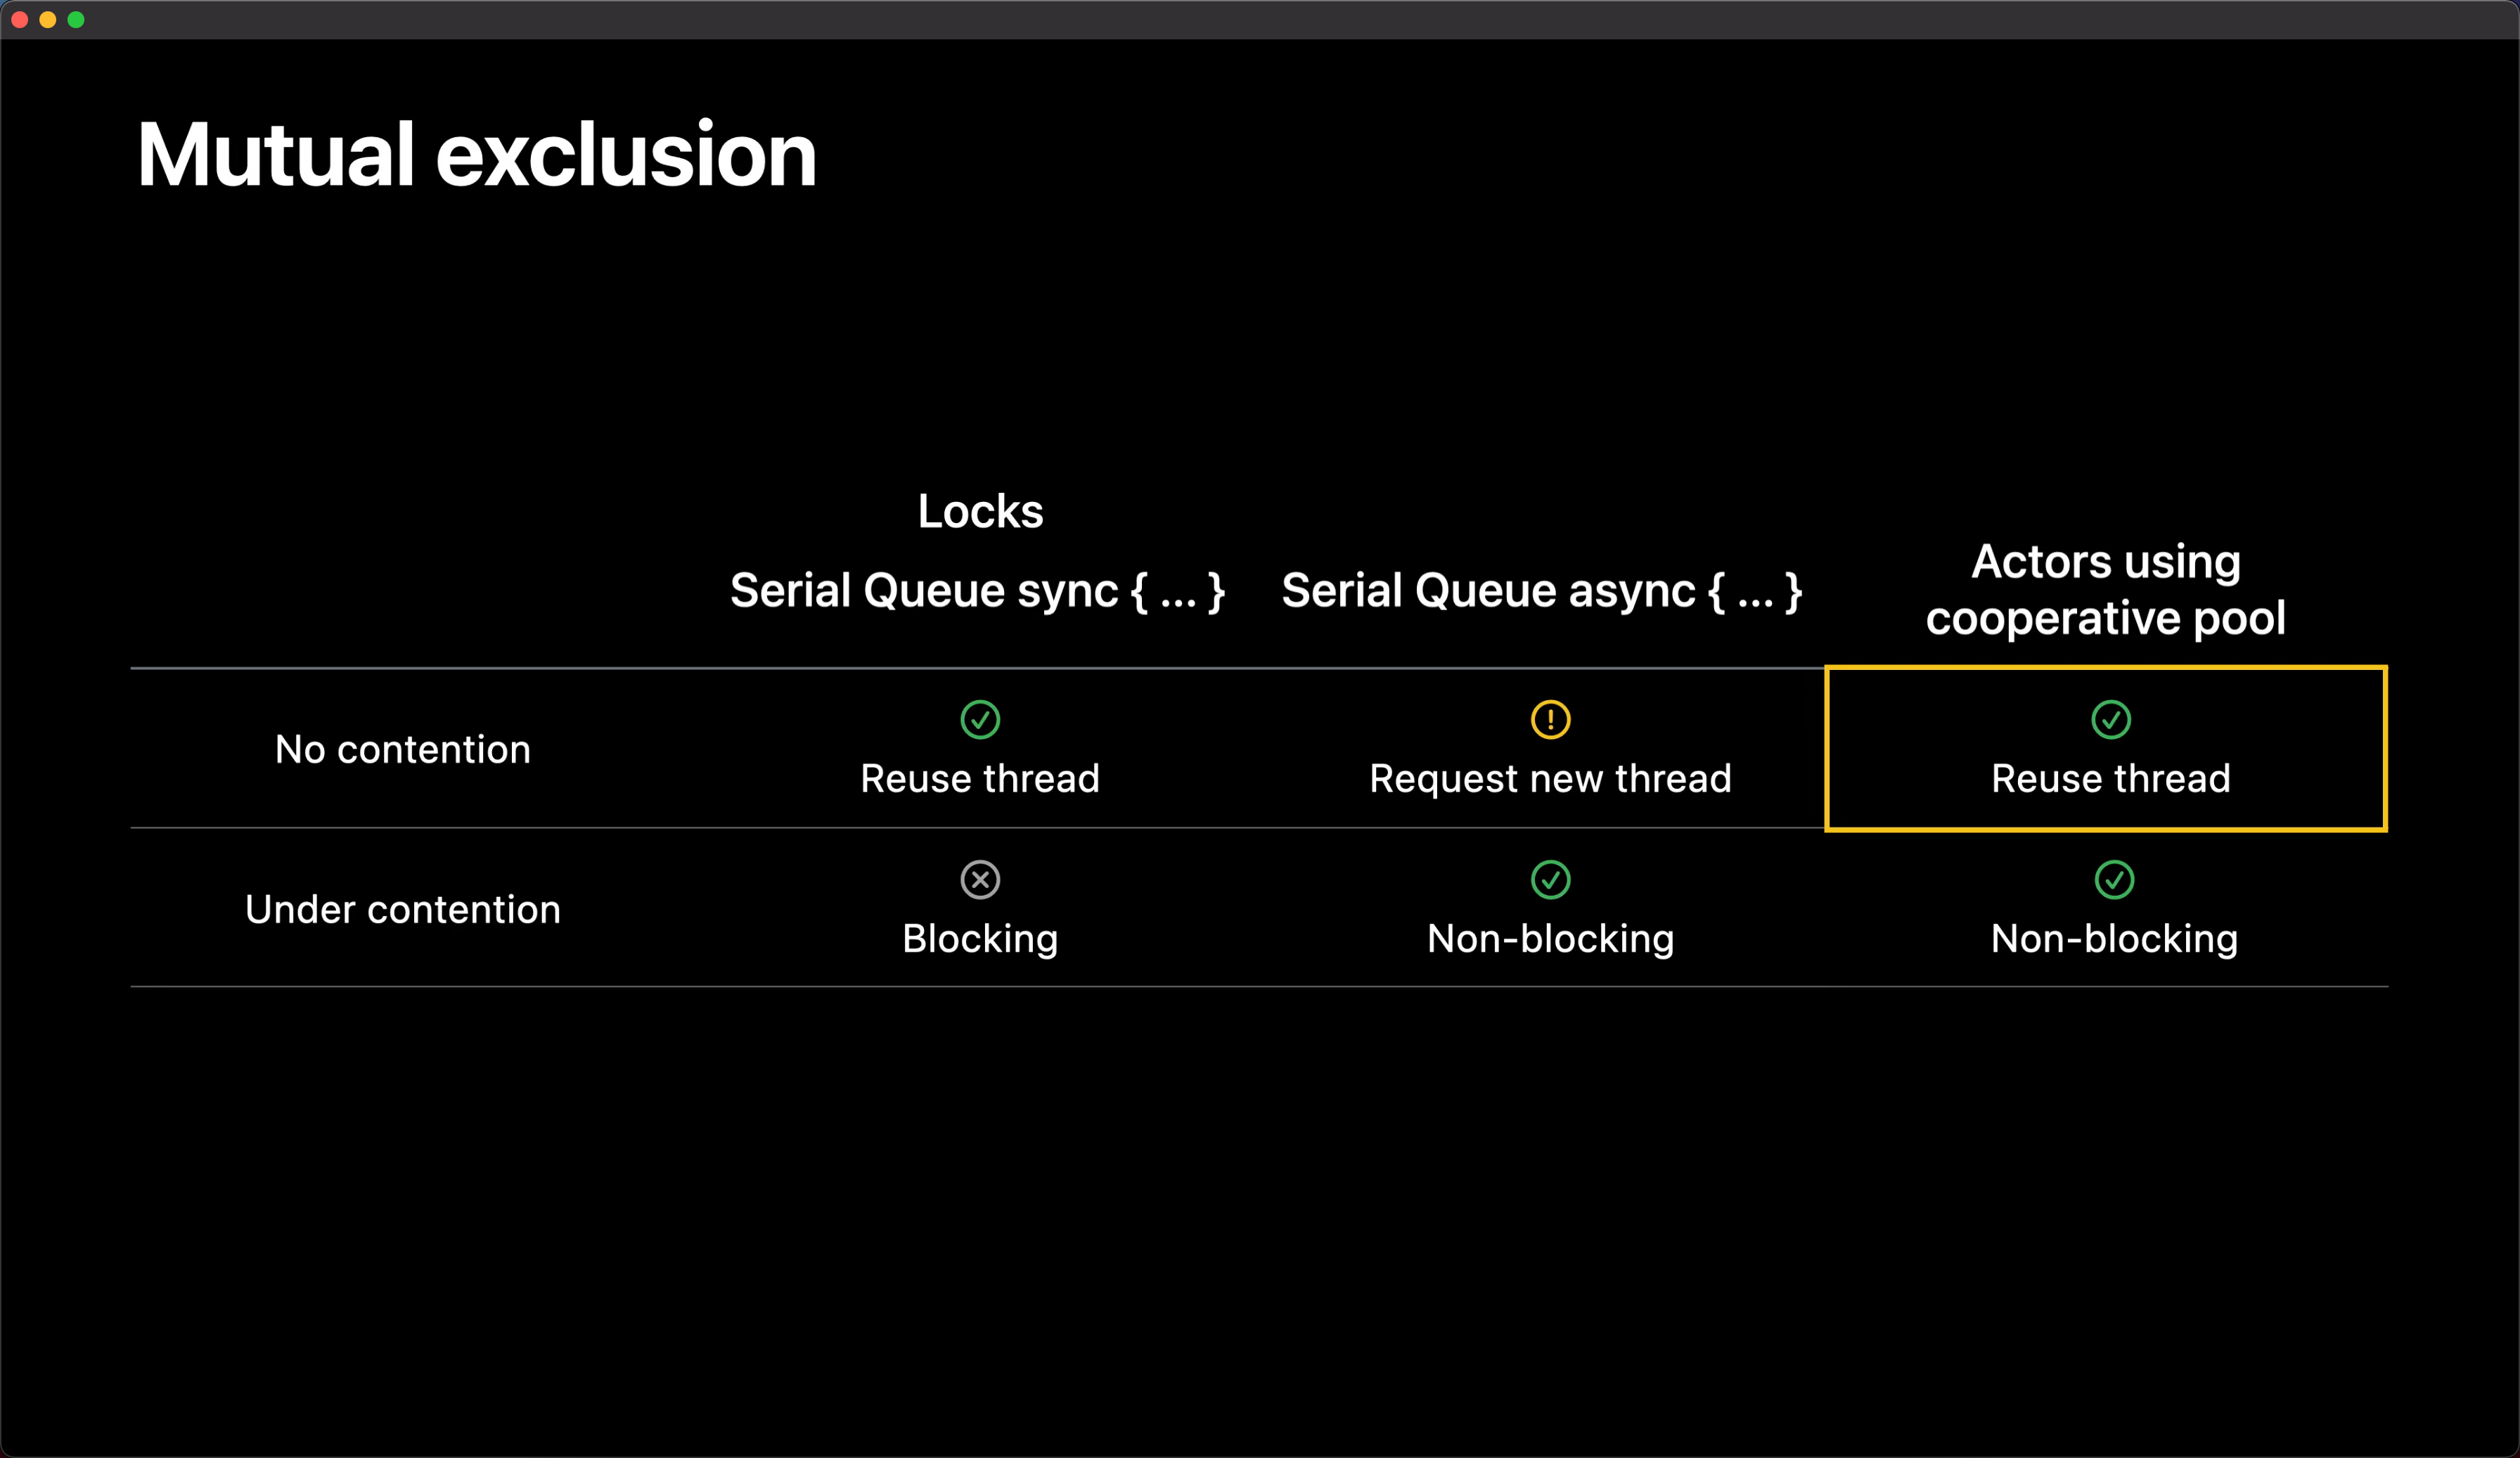 Mutual exclusion
Locks
Serial Queue sync { ... }
Serial Queue async { ... }
Actors using
cooperative pool
No contention
Reuse thread
Request new thread
Reuse thread
Under contention
Blocking
Non-blocking
Non-blocking